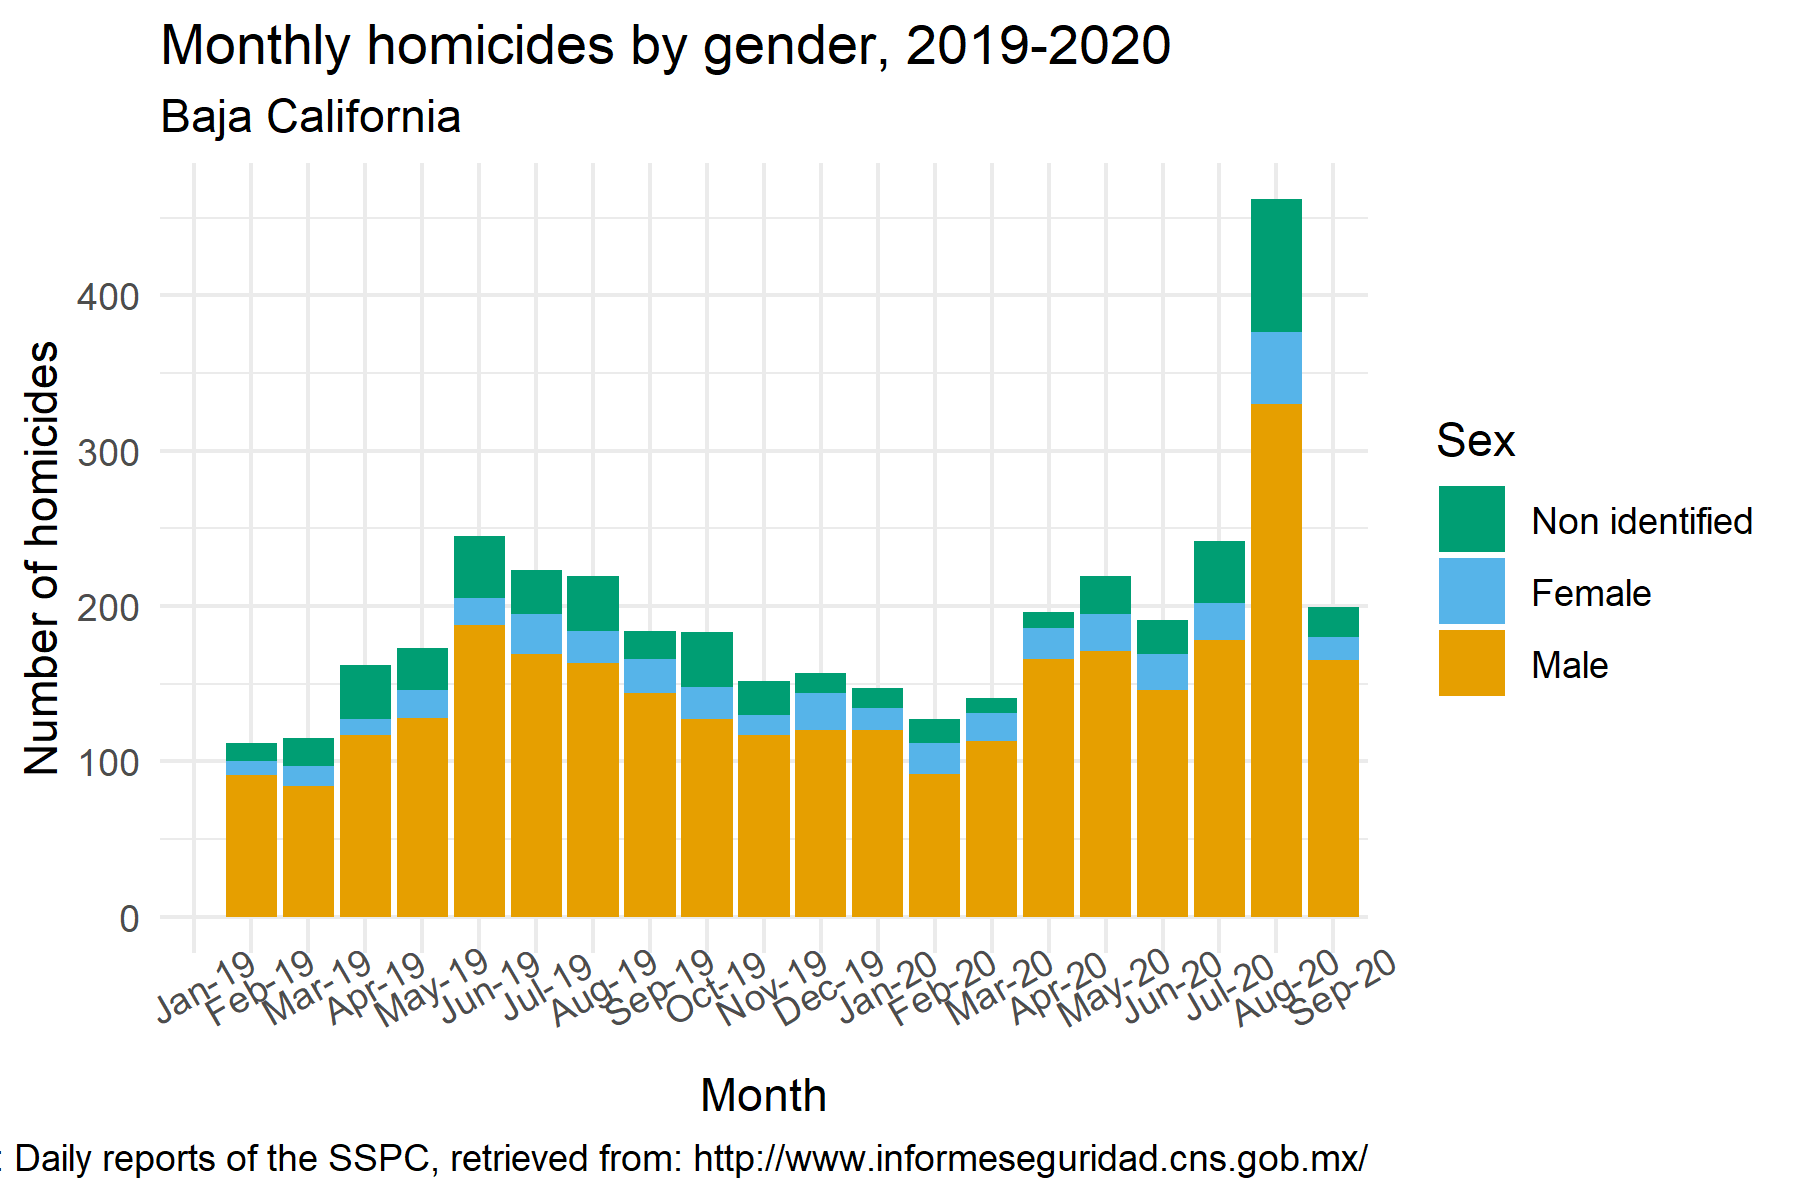 Monthly homicides by gender, 2019-2020
Baja California
Number of homicides
400
300
200
100
0
Jan-19
Feb-19
Mar-19
Apr-19
May-19
Jun-19
Jul-19
Aug-19
Sep-19
Oct-19
Nov-19
Dec-19
Jan-20
Feb-20
Mar-20
Apr-20
May-20
Jun-20
Jul-20
Aug-20
Sep-20
Month
Sex
Non identified
Female
Male
: Daily reports of the SSPC, retrieved from: http://www.informeseguridad.cns.gob.mx/